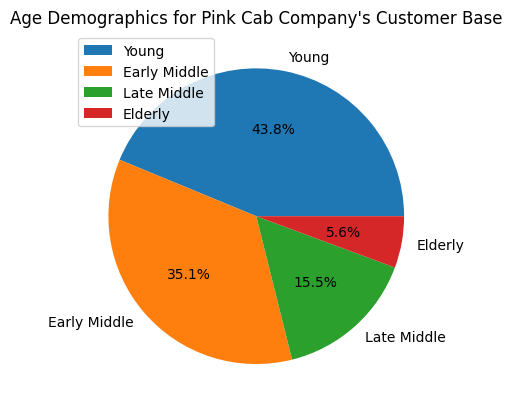 Age Demographics for Pink Cab Company's Customer Base
Young
Early Middle
Late Middle
Elderly
Young
43.8%
35.1%
Early Middle
15.5%
Late Middle
5.6%
Elderly